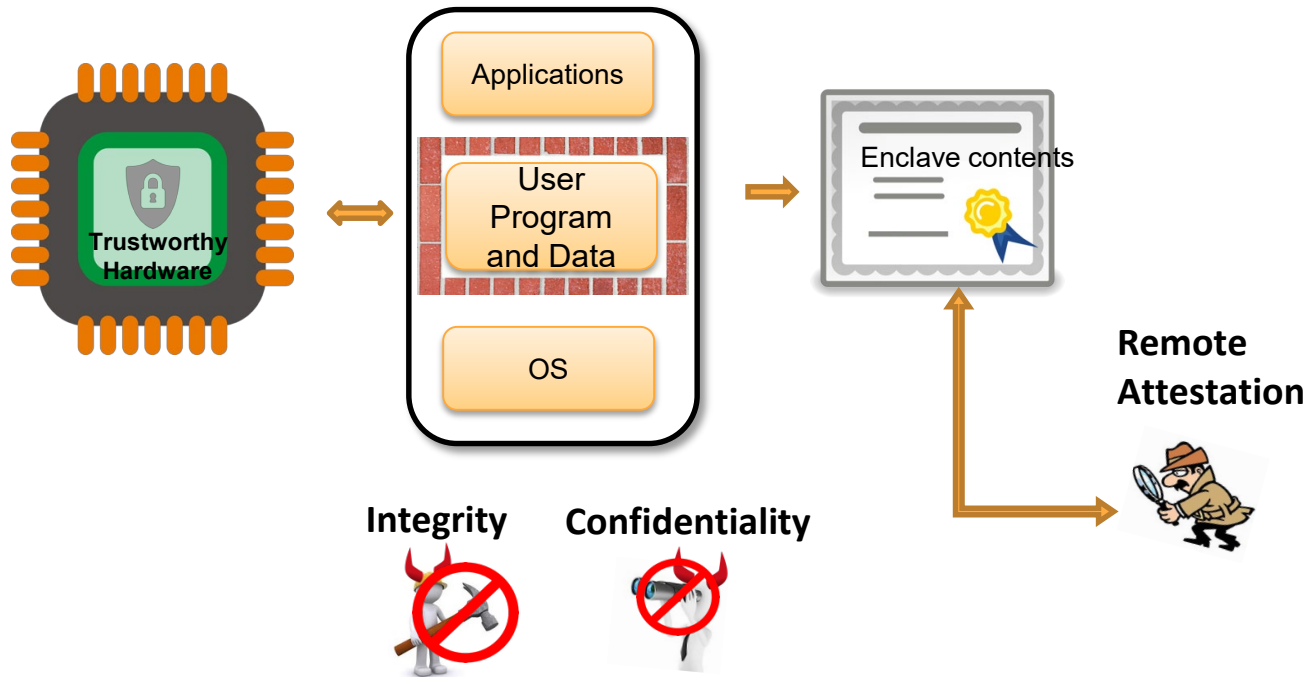 Applications
Enclave contents
User
Program
and Data
Trustworthy
Hardware
OS
Remote
Attestation
Integrity
Confidentiality